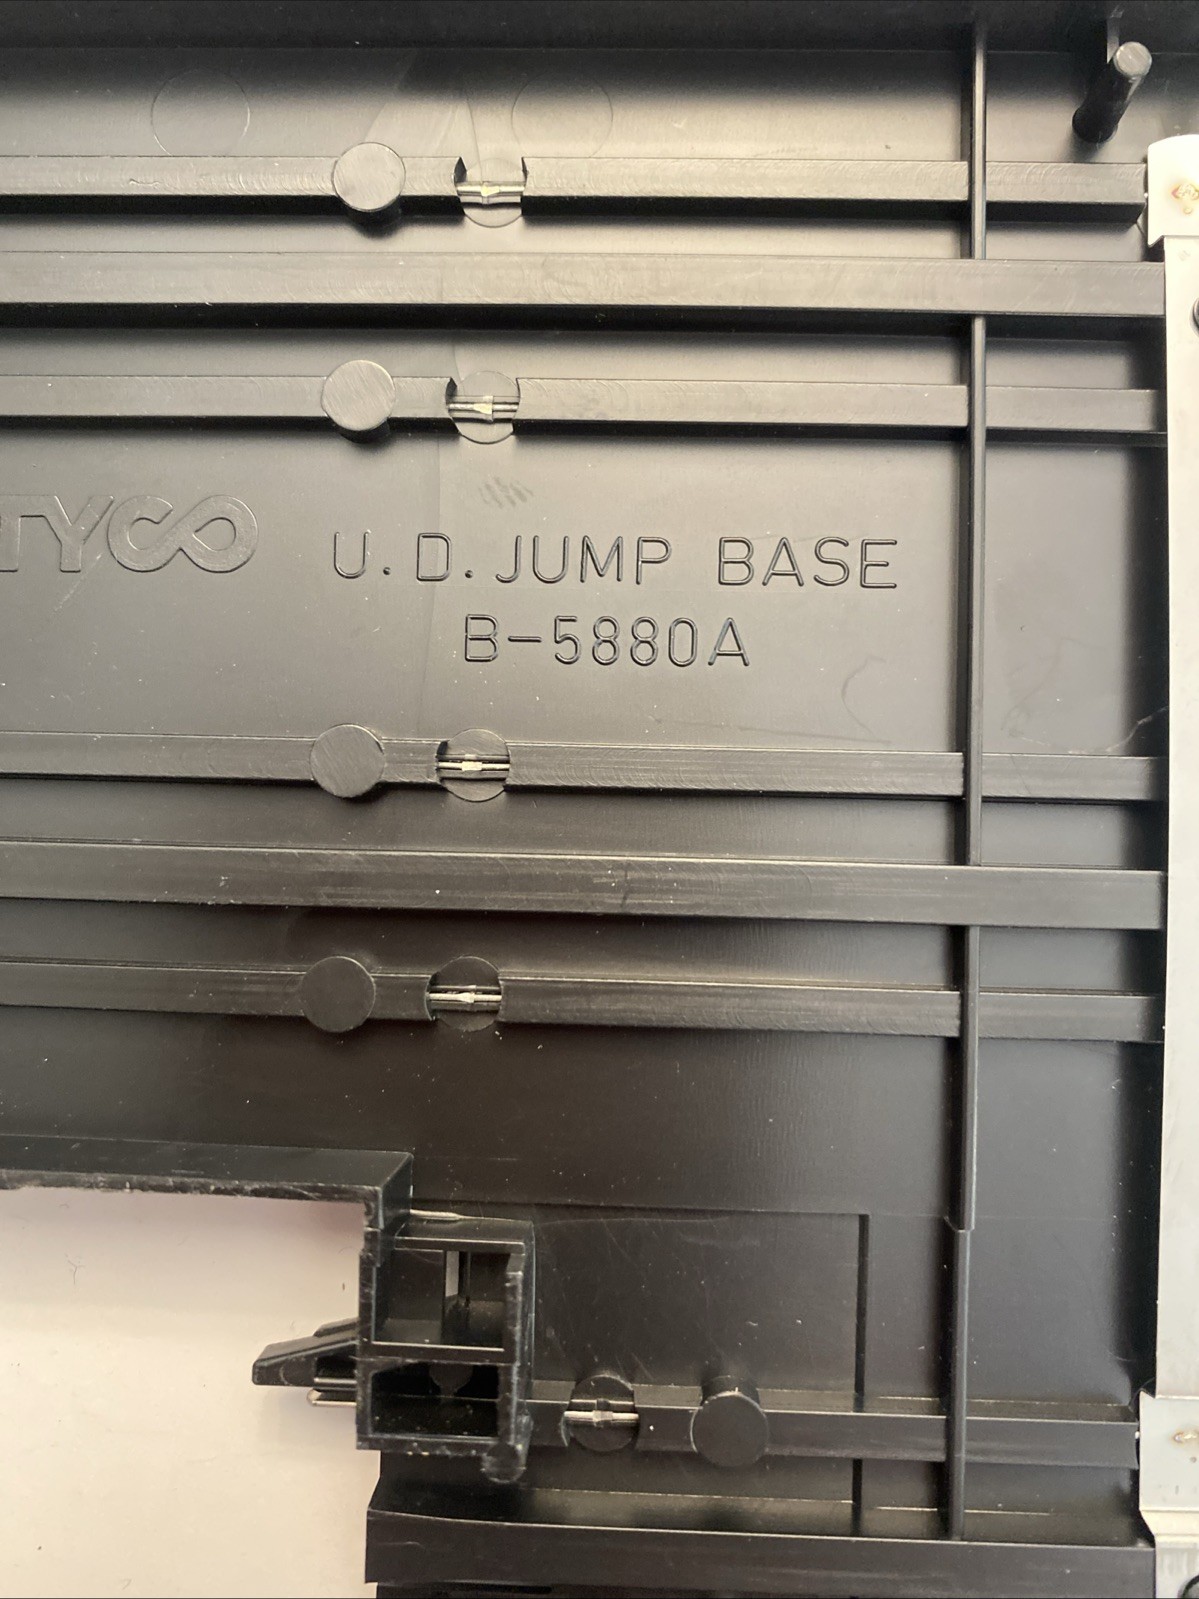 TYCO U. D. JUMP BASE
B-5880A